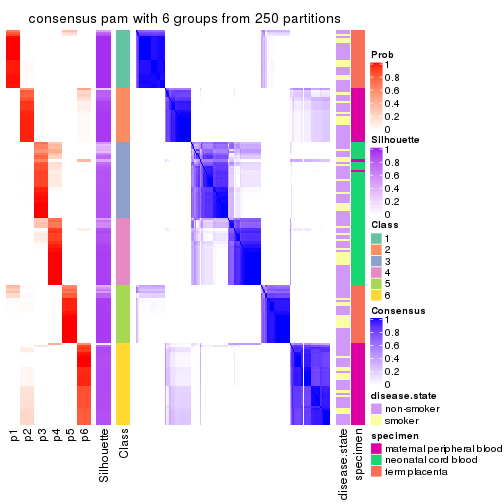 consensus pam with 6 groups from 250 partitions
Prob
1
0.8
0.6
0.4
0.2
0
Silhouette
1
0.8
0.6
0.4
0.2
0
Class
1
2
3
4
5
6
Consensus
1
0.8
0.6
0.4
0.2
0
disease.state
non-smoker
smoker
specimen
maternal peripheral blood
neonatal cord blood
term placenta
p1
p2
p3
p4
p5
p6
Silhouette
Class
disease.state
specimen